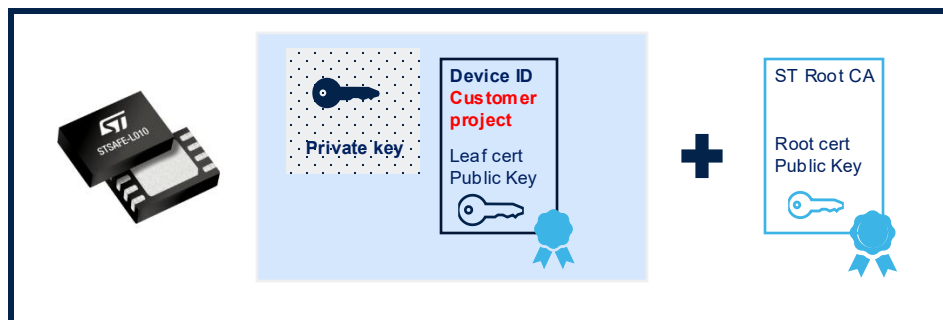 ST
STSAFE-L010
Private key
Device ID
Customer
project
Leaf cert
Public Key
ST Root CA
Root cert
Public Key